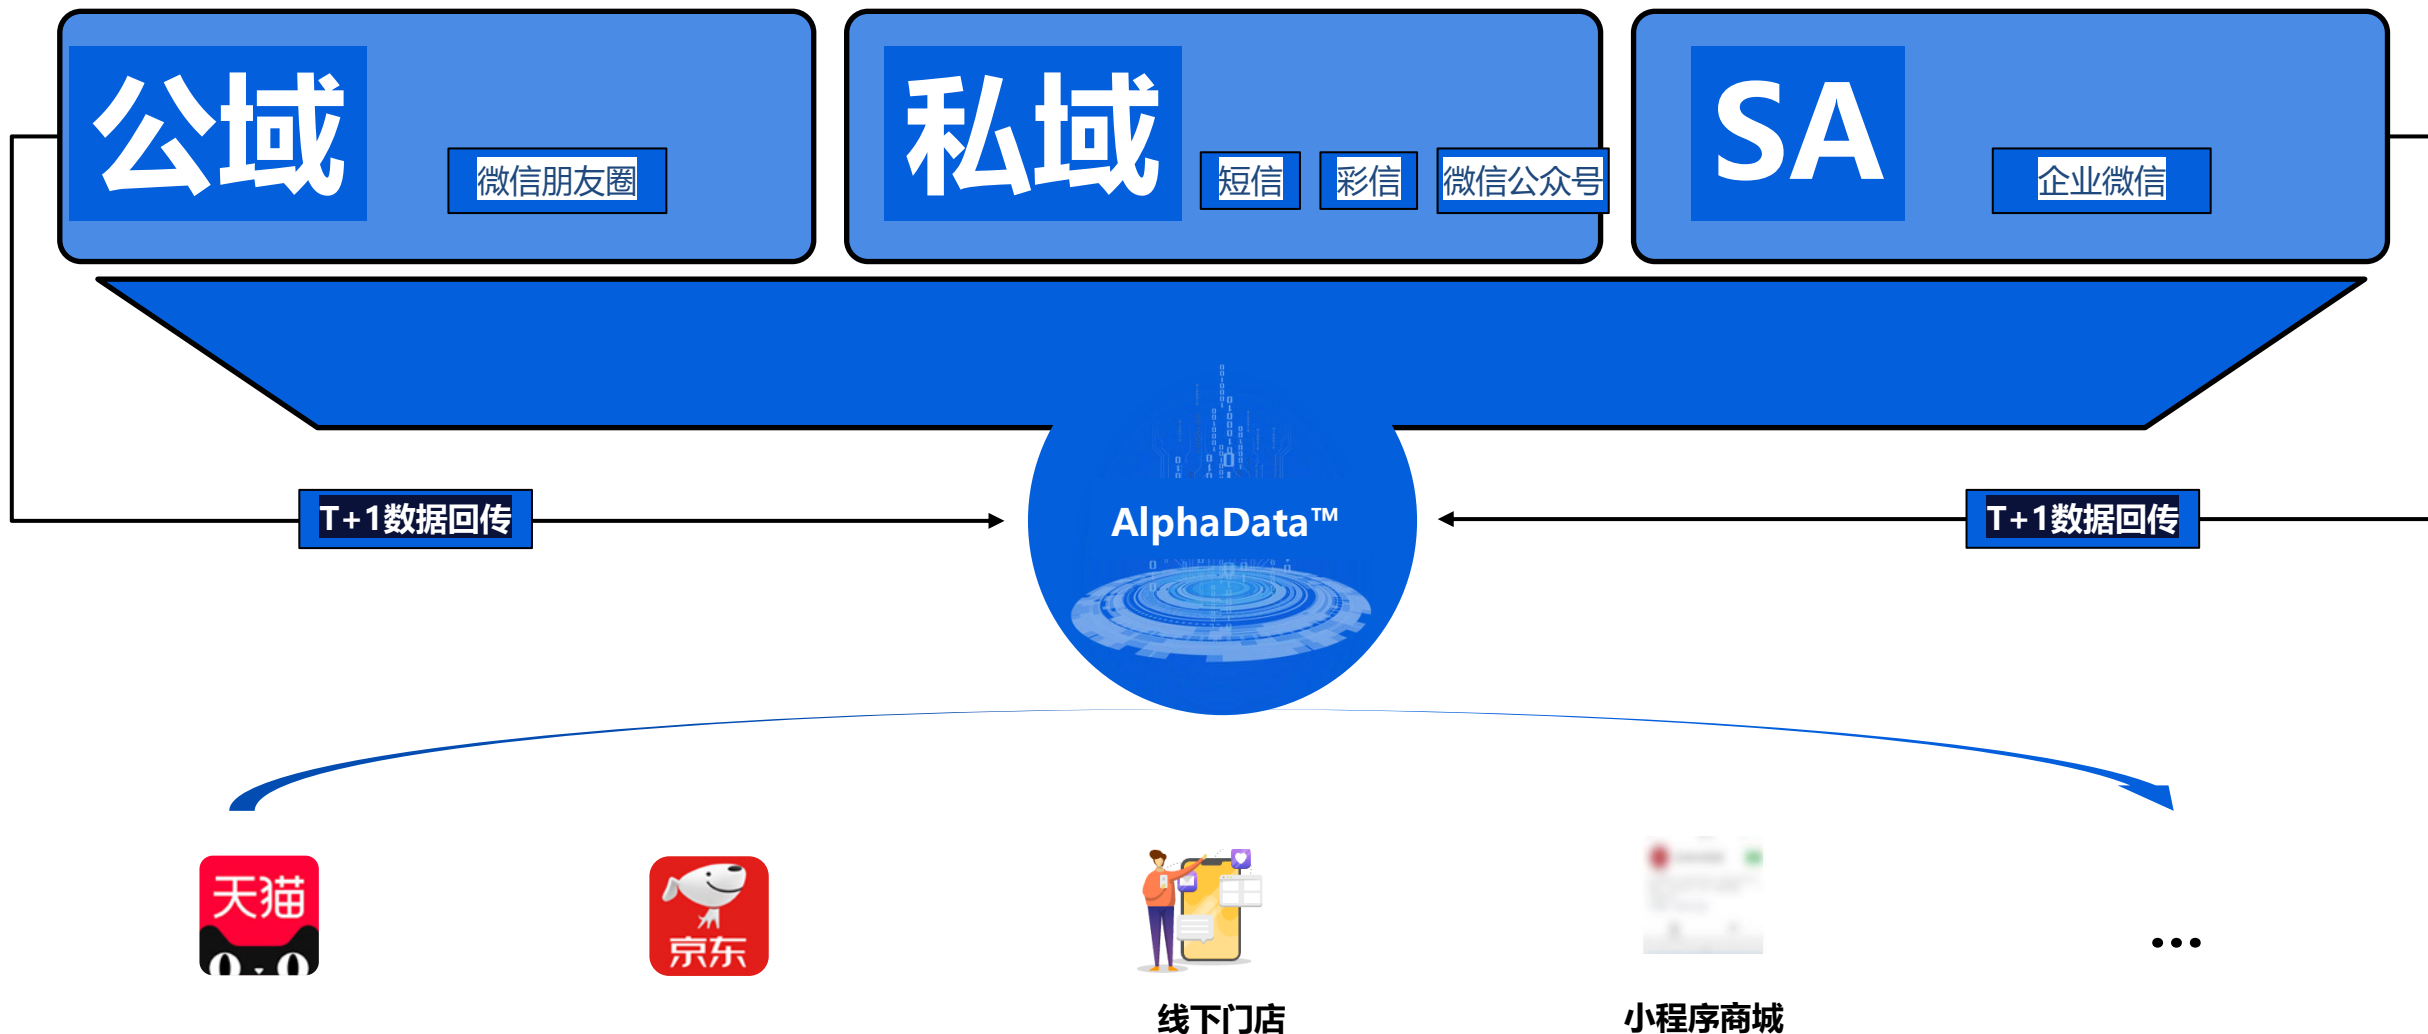 公域
微信朋友圈
私域
短信
彩信
微信公众号
SA
企业微信
T+1数据回传
AlphaData™
T+1数据回传
天猫
京东
...
线下门店
小程序商城